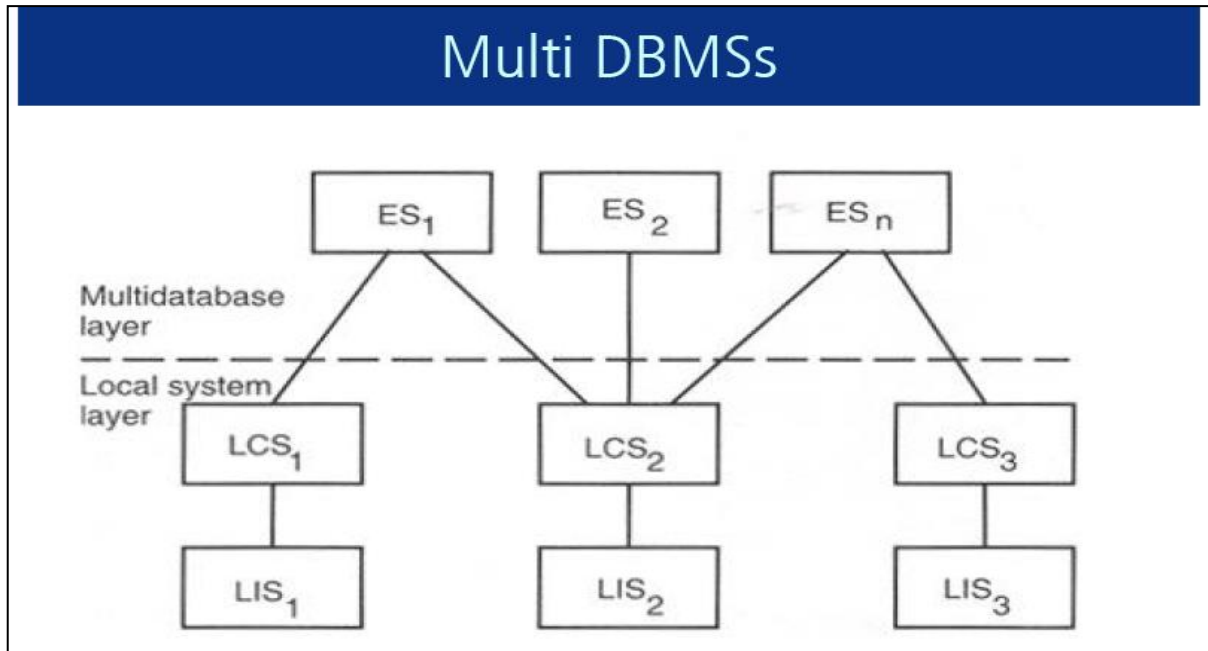 Multi DBMSs
ES1 ES2 ESn
Multidatabase
layer
Local system
layer
LCS1 LCS2 LCS3
LIS1 LIS2 LIS3